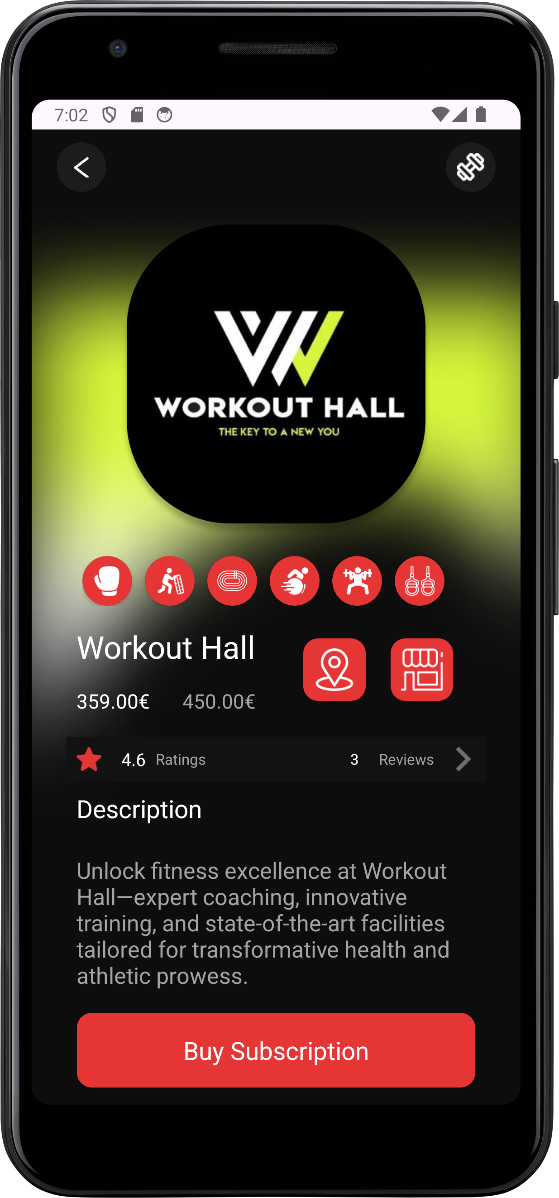 7:02
WORKOUT HALL
THE KEY TO A NEW YOU
Workout Hall
359.00€ 450.00€
4.6 Ratings 3 Reviews
Description
Unlock fitness excellence at Workout
Hall—expert coaching, innovative
training, and state-of-the-art facilities
tailored for transformative health and
athletic prowess.
Buy Subscription